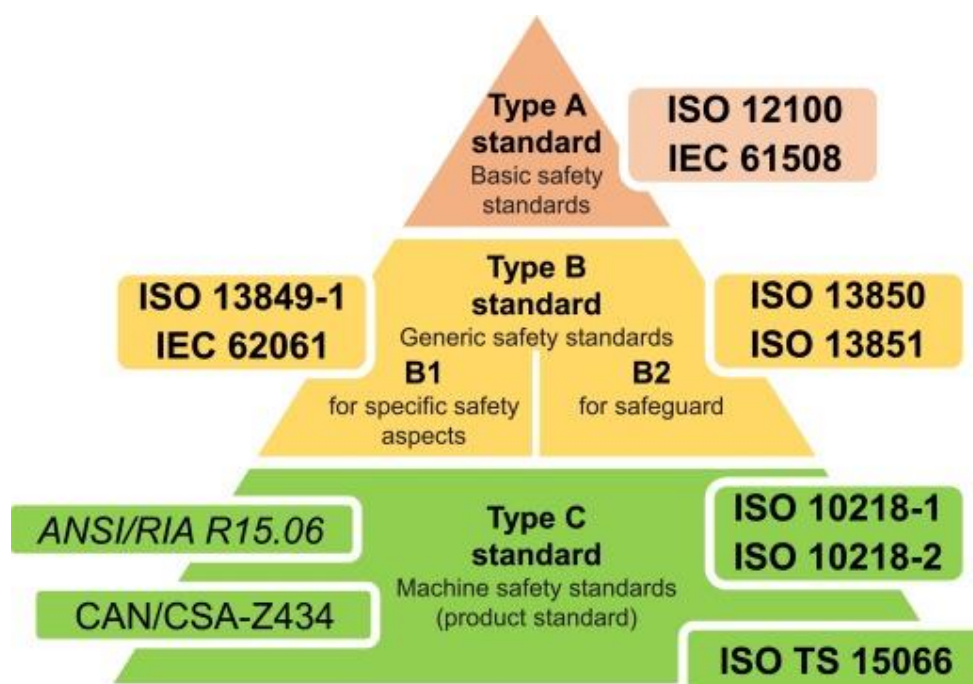 Type A
standard
Basic safety
standards
ISO 12100
IEC 61508
Type B
standard
Generic safety standards
ISO 13849-1
IEC 62061
ISO 13850
ISO 13851
B1
for specific safety
aspects
B2
for safeguard
Type C
standard
Machine safety standards
(product standard)
ANSI/RIA R15.06
CAN/CSA-Z434
ISO 10218-1
ISO 10218-2
ISO TS 15066